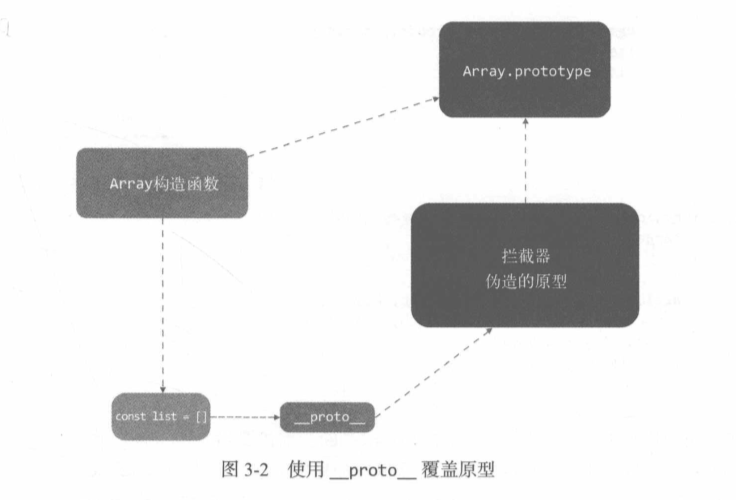 Array.prototype
Array构造函数
拦截器
伪造的原型
const list = []
__proto__
图 3-2 使用 __proto__ 覆盖原型